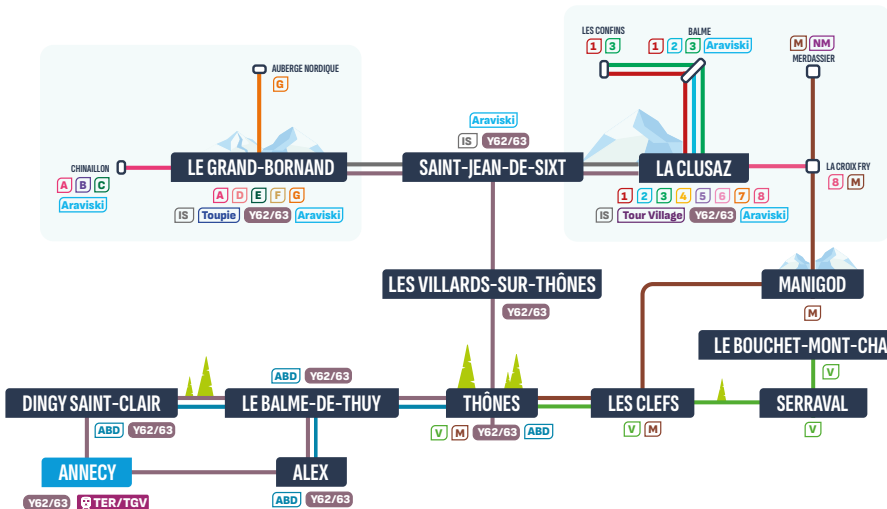 LES CONFINS
1 3
BALME
1 2 3 Araviski
M NM
MERDASSIER
AUBERGE NORDIQUE
G
Araviski
IS Y62/63
CHINAILLON
A B C
Araviski
LE GRAND-BORNAND
A D E F G
IS Toupie Y62/63 Araviski
SAINT-JEAN-DE-SIXT
LA CLUSAZ
1 2 3 4 5 6 7 8
IS Tour Village Y62/63 Araviski
LA CROIX FRY
8 M
LES VILLARDS-SUR-THÔNES
Y62/63
MANIGOD
M
LE BOUCHET-MONT-CHA
V
DINGY SAINT-CLAIR
ABD Y62/63
ABD Y62/63
LE BALME-DE-THUY
THÔNES
V M Y62/63 ABD
LES CLEFS
V M
SERRAVAL
V
ANNECY
Y62/63 TER/TGV
ALEX
ABD Y62/63